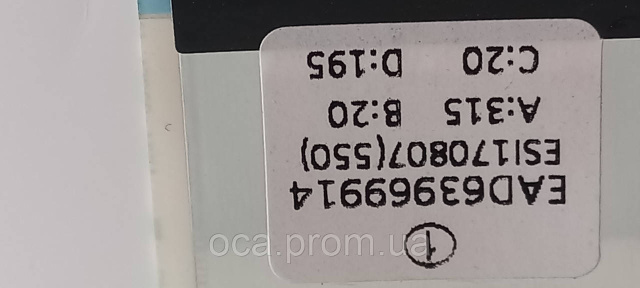 1
EAD63969914
ESI170807(550)
A:315 B:20
C:20 D:195
oca.prom.ua